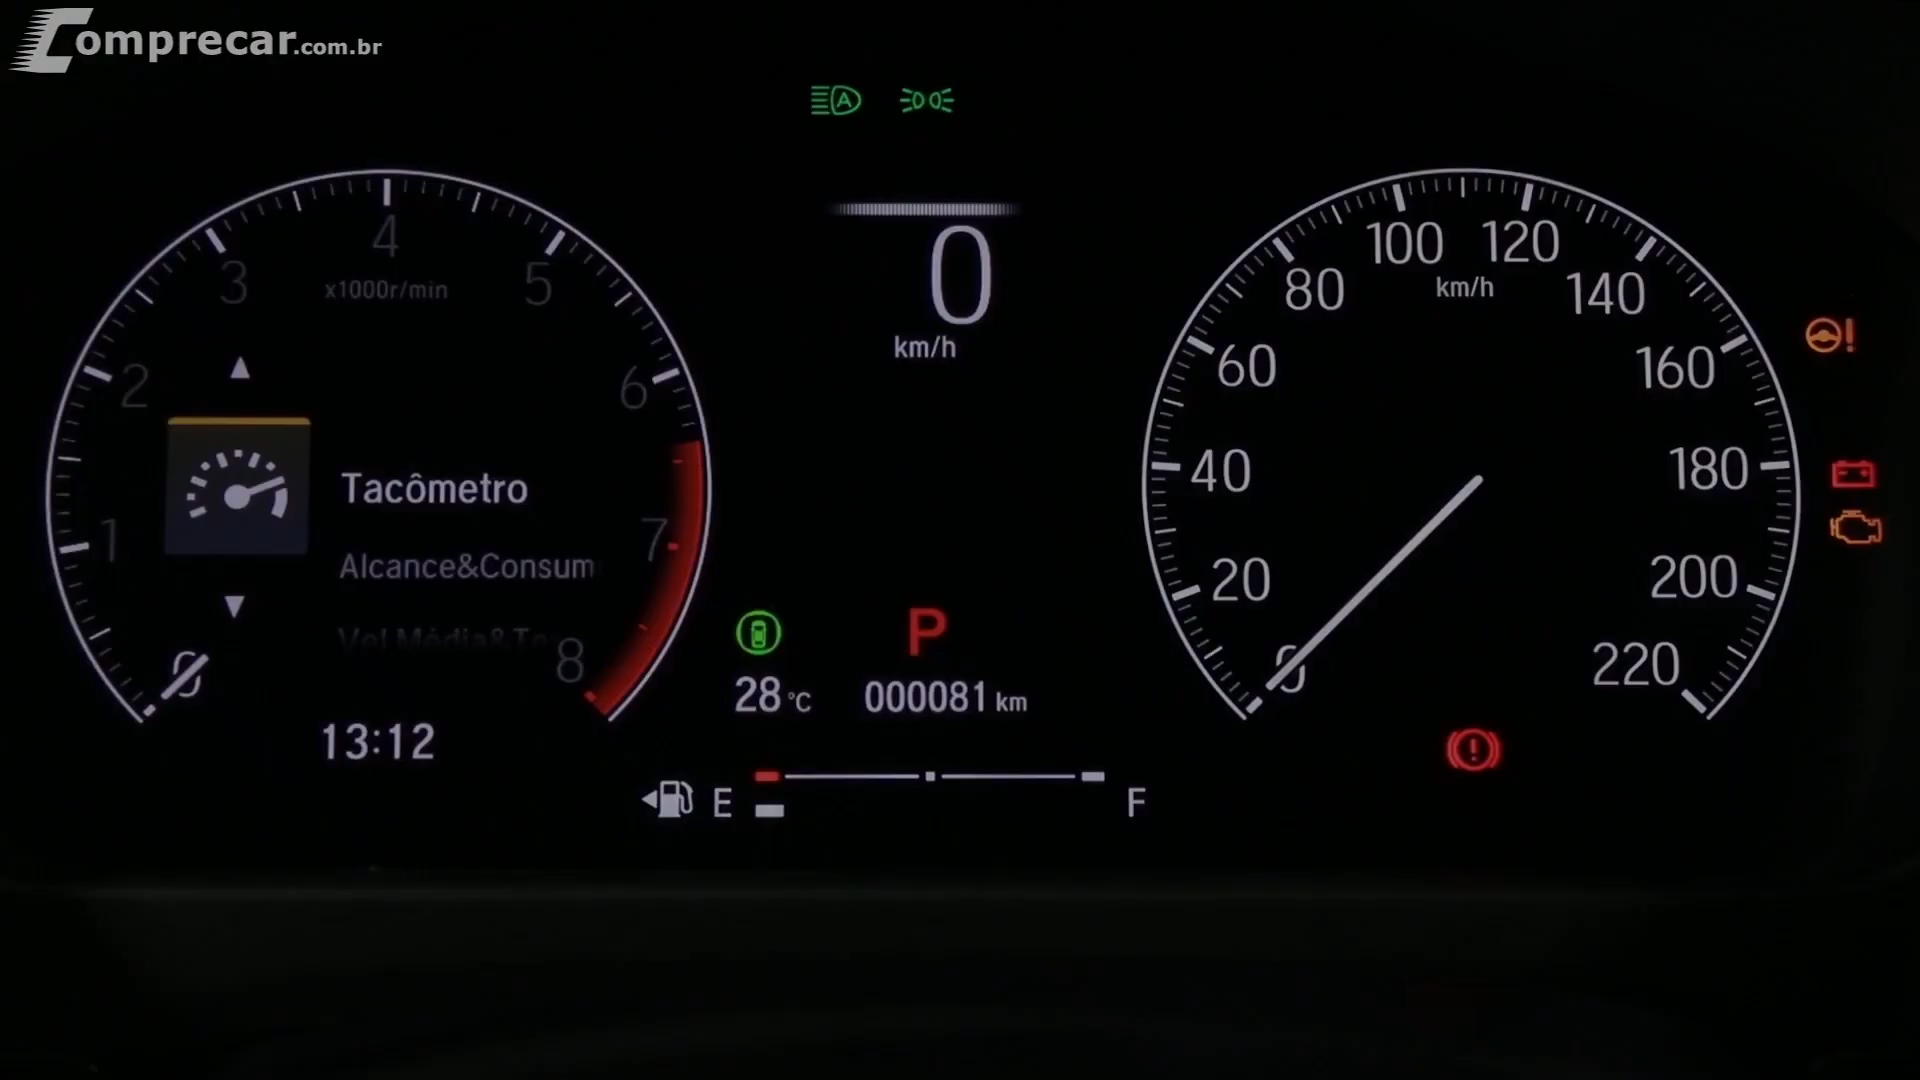 Comprecar.com.br
A
0
km/h
4
3
5
x1000r/min
2
6
1
7
0
8
Tacômetro
Alcance&Consum
Vel.Média&Te
13:12
P
28 °C
000081 km
E
F
100
120
80
km/h
140
60
160
40
180
20
200
0
220